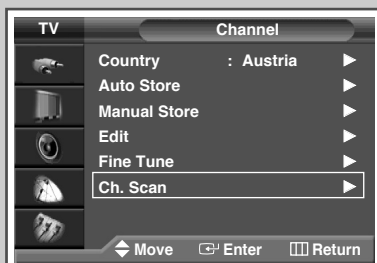 TV Channel
Country : Austria
Auto Store
Manual Store
Edit
Fine Tune
Ch. Scan
Move Enter Return